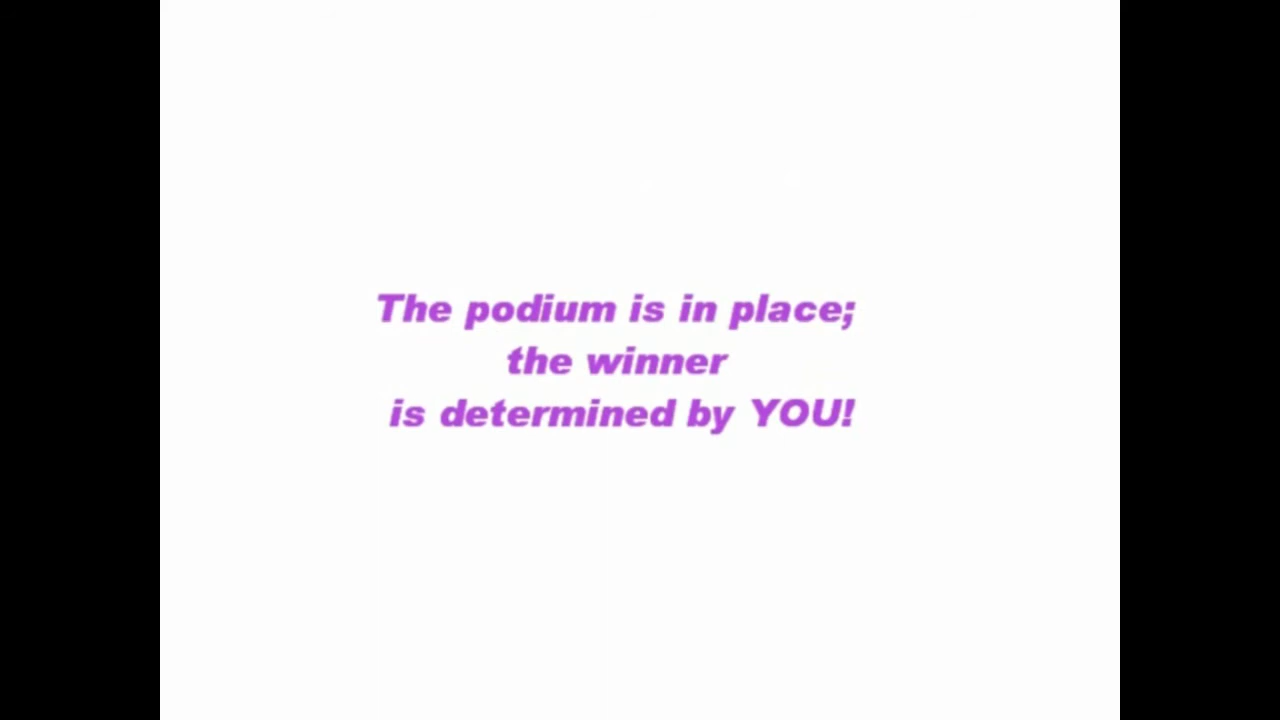 The podium is in place;
the winner
is determined by YOU!